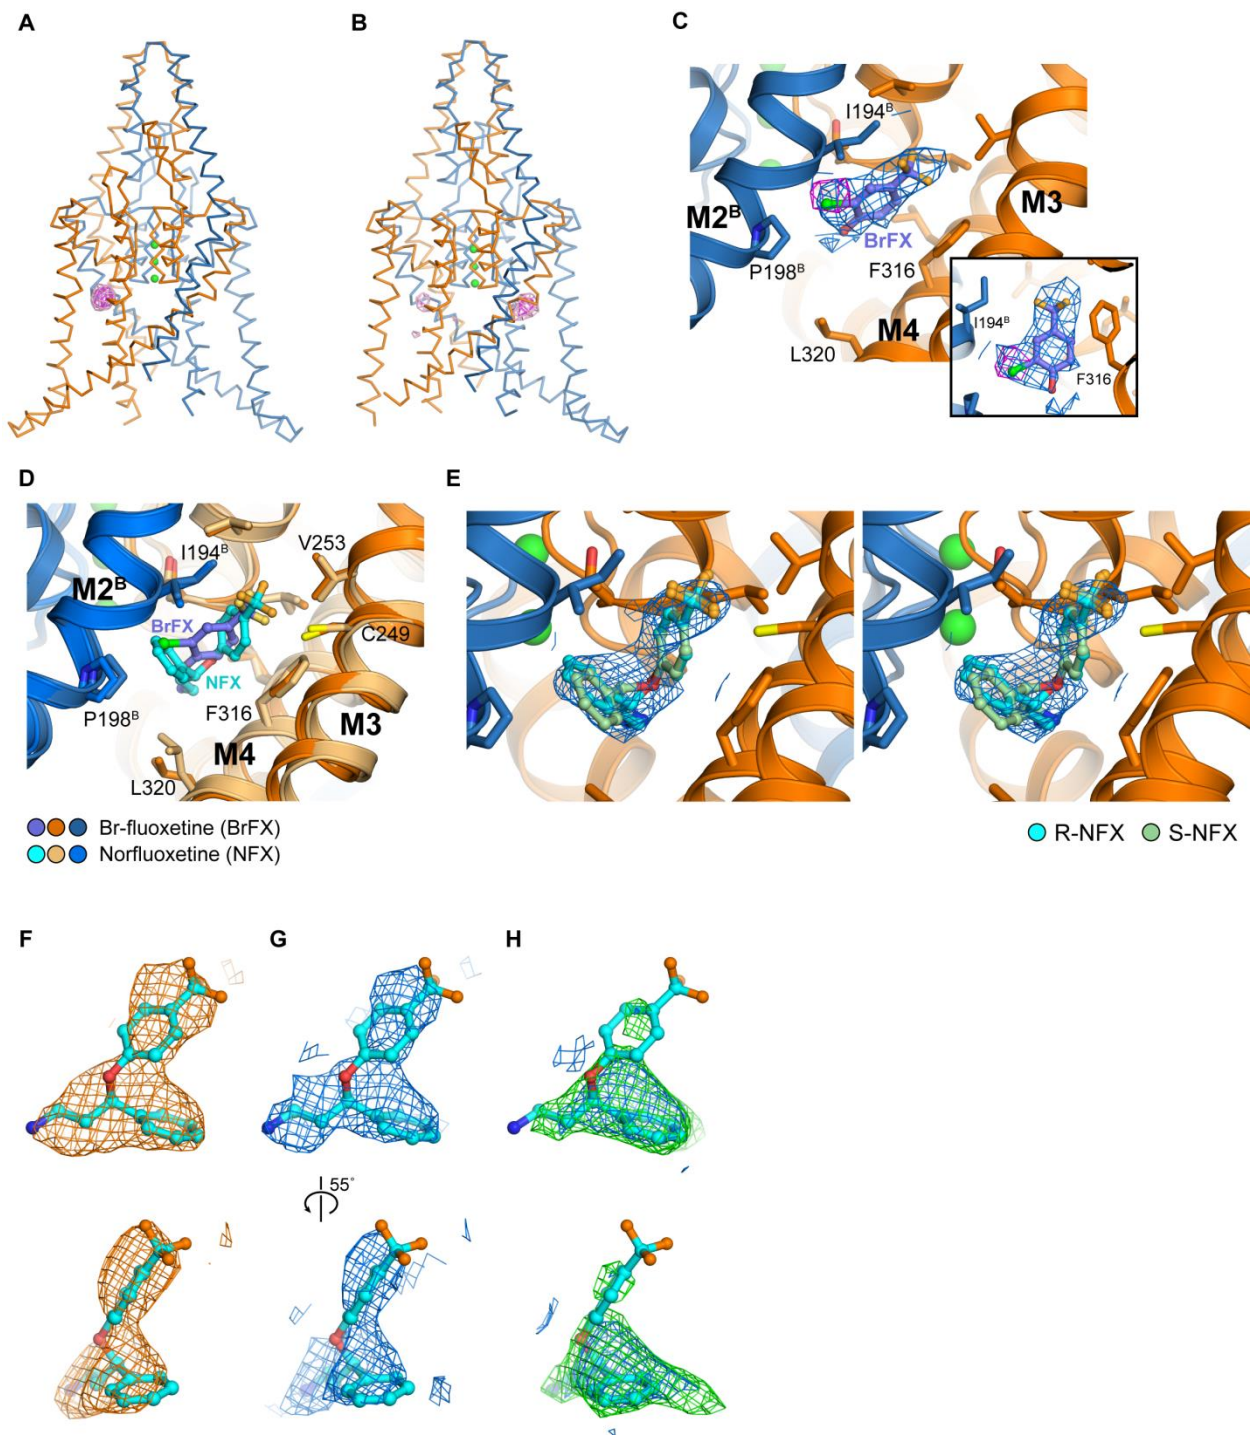 A
B
C
I194ᴮ
M2ᴮ
M3
BrFX
P198ᴮ
F316
M4
L320
I194ᴮ
F316
D
E
I194ᴮ
V253
M2ᴮ
BrFX
C249
NFX
P198ᴮ
F316
M3
M4
L320
Br-fluoxetine (BrFX)
Norfluoxetine (NFX)
R-NFX
S-NFX
F
G
H
55°